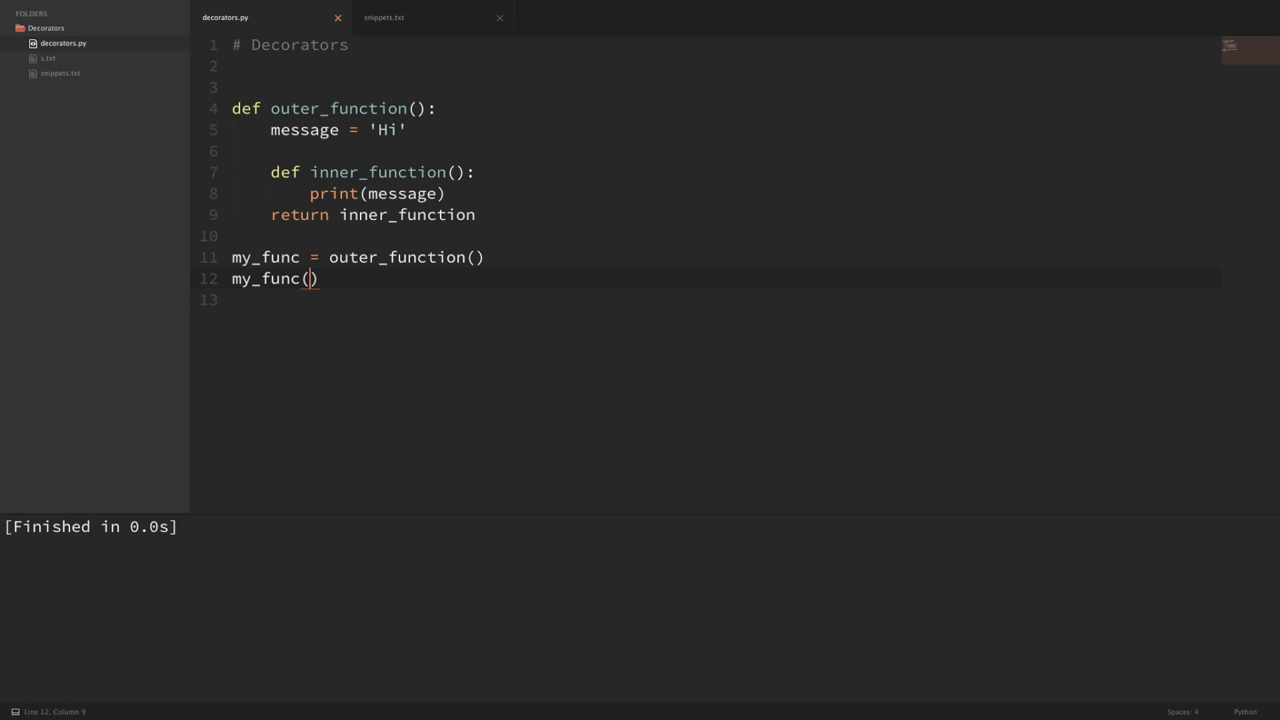 FOLDERS
Decorators
decorators.py
s.txt
snippets.txt
decorators.py
snippets.txt
1 # Decorators
2
3
4 def outer_function():
5     message = 'Hi'
6
7     def inner_function():
8         print(message)
9     return inner_function
10
11 my_func = outer_function()
12 my_func()
13
[Finished in 0.0s]
Line 12, Column 9
Spaces: 4
Python